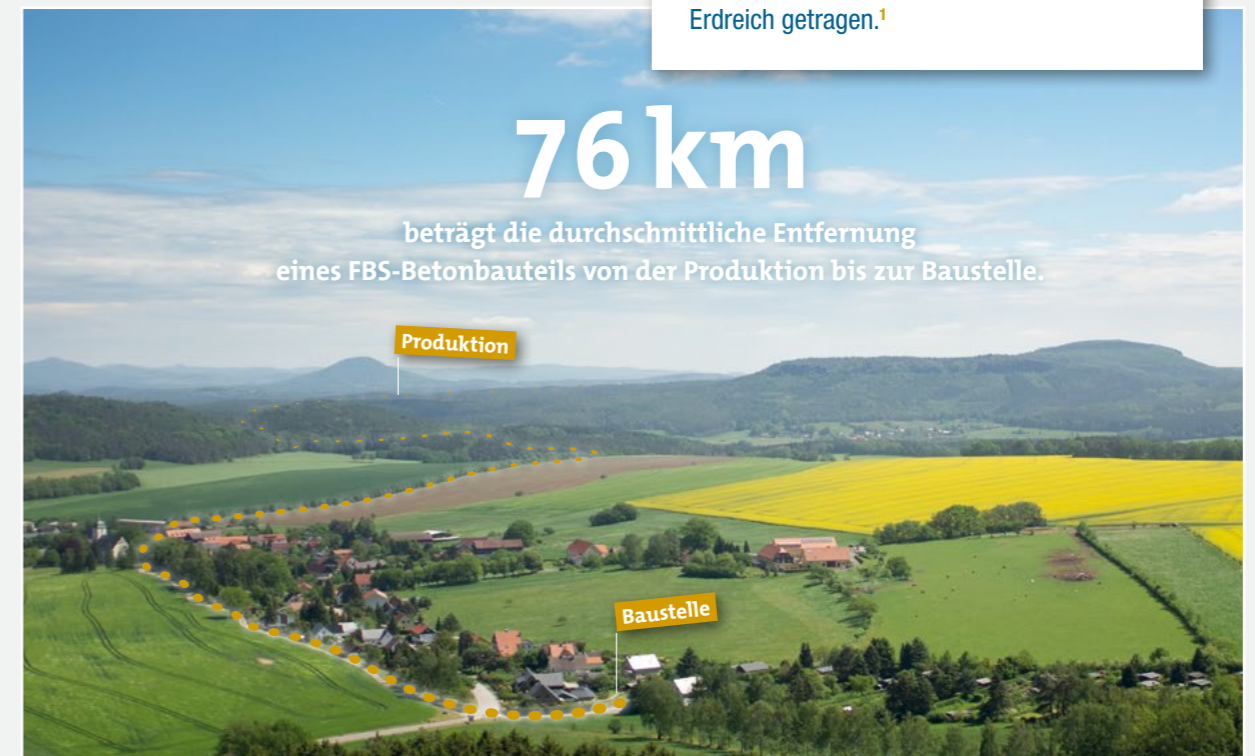 Erdreich getragen.¹
76 km
beträgt die durchschnittliche Entfernung
eines FBS-Betonbauteils von der Produktion bis zur Baustelle.
Produktion
Baustelle